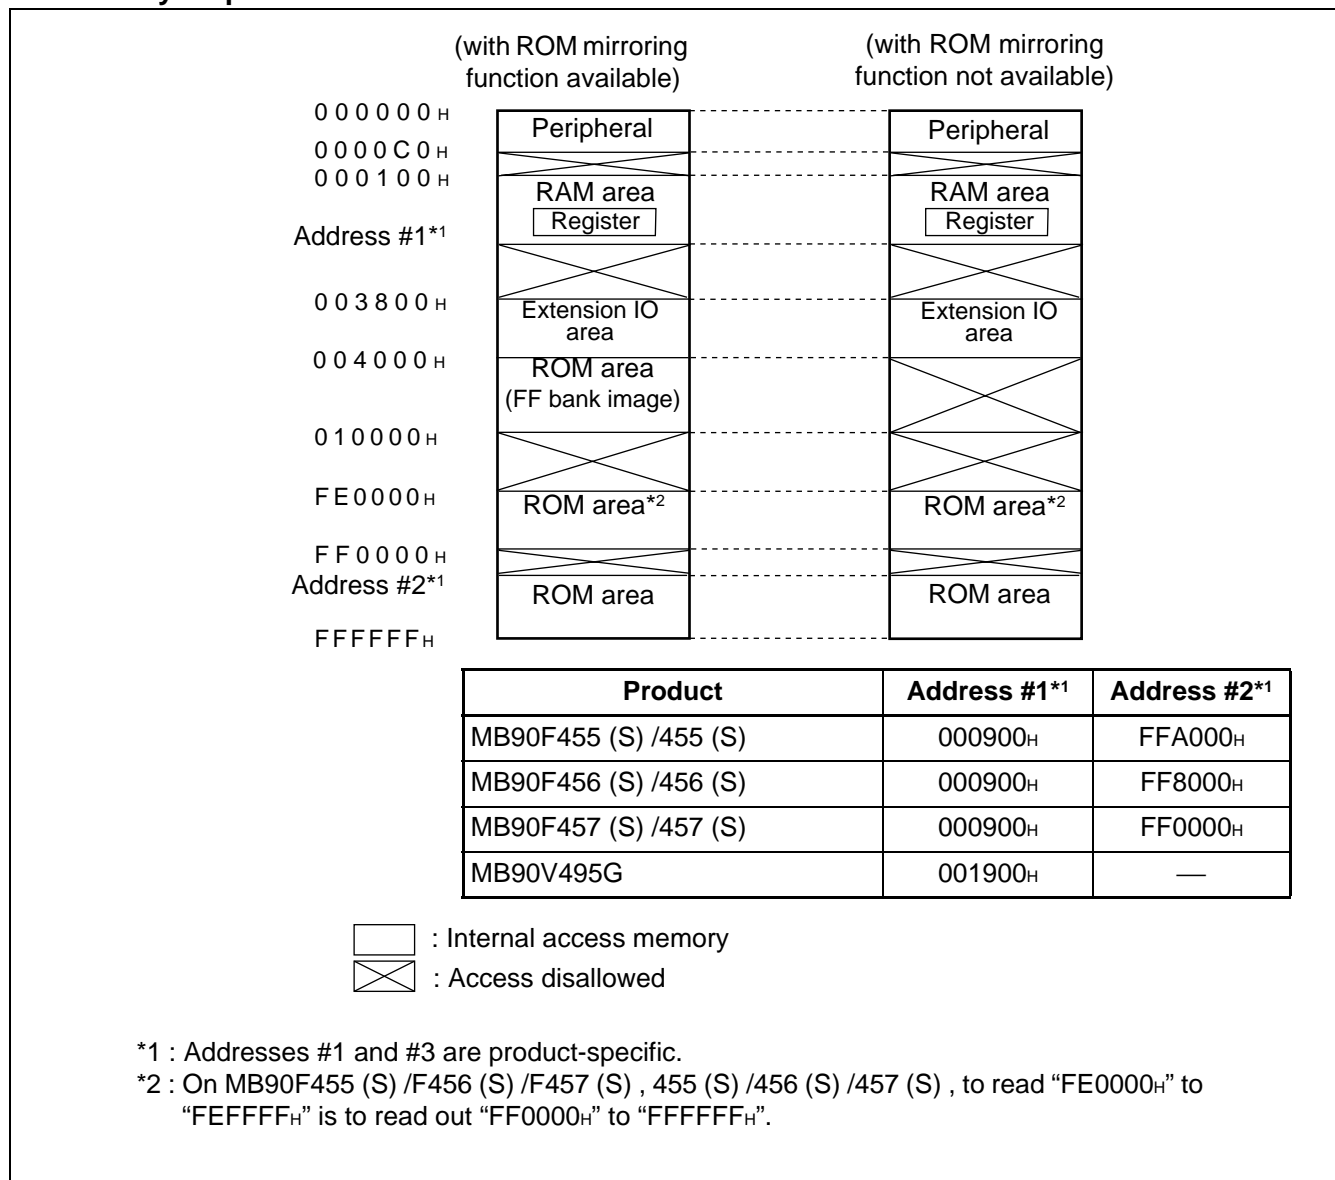 (with ROM mirroring
function available)
(with ROM mirroring
function not available)
000000H
0000C0H
000100H
Address #1*1
003800H
004000H
010000H
FE0000H
FF0000H
Address #2*1
FFFFFFH
Peripheral
RAM area
Register
Extension IO
area
ROM area
(FF bank image)
ROM area*2
ROM area
Peripheral
RAM area
Register
Extension IO
area
ROM area*2
ROM area
Product Address #1*1 Address #2*1
MB90F455 (S) /455 (S) 000900H FFA000H
MB90F456 (S) /456 (S) 000900H FF8000H
MB90F457 (S) /457 (S) 000900H FF0000H
MB90V495G 001900H —
: Internal access memory
: Access disallowed
*1 : Addresses #1 and #3 are product-specific.
*2 : On MB90F455 (S) /F456 (S) /F457 (S) , 455 (S) /456 (S) /457 (S) , to read “FE0000H” to
“FEFFFFH” is to read out “FF0000H” to “FFFFFFH”.